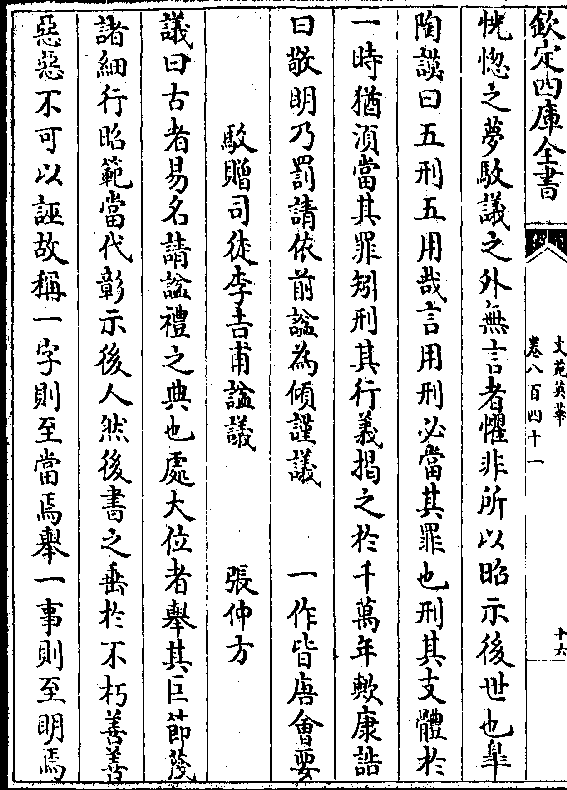 欽定四庫全書
文苑英華
卷八百四十一
十六
恍惚之夢駮議之外無言者懼非所以昭示後世也臯
陶謨曰五刑五用哉言用刑必當其罪也刑其支體於
一時猶湏當其罪矧刑其行義揭之於千萬年歟康誥
曰敬明乃罰請依前諡為傾謹議 一作皆唐會要
駮贈司徒李吉甫諡議 張仲方
議曰古者易名請諡禮之典也處大位者舉其巨節蔑
諸細行昭範當代彰示後人然後書之垂於不朽善善
惡惡不可以誣故稱一字則至當焉舉一事則至明焉